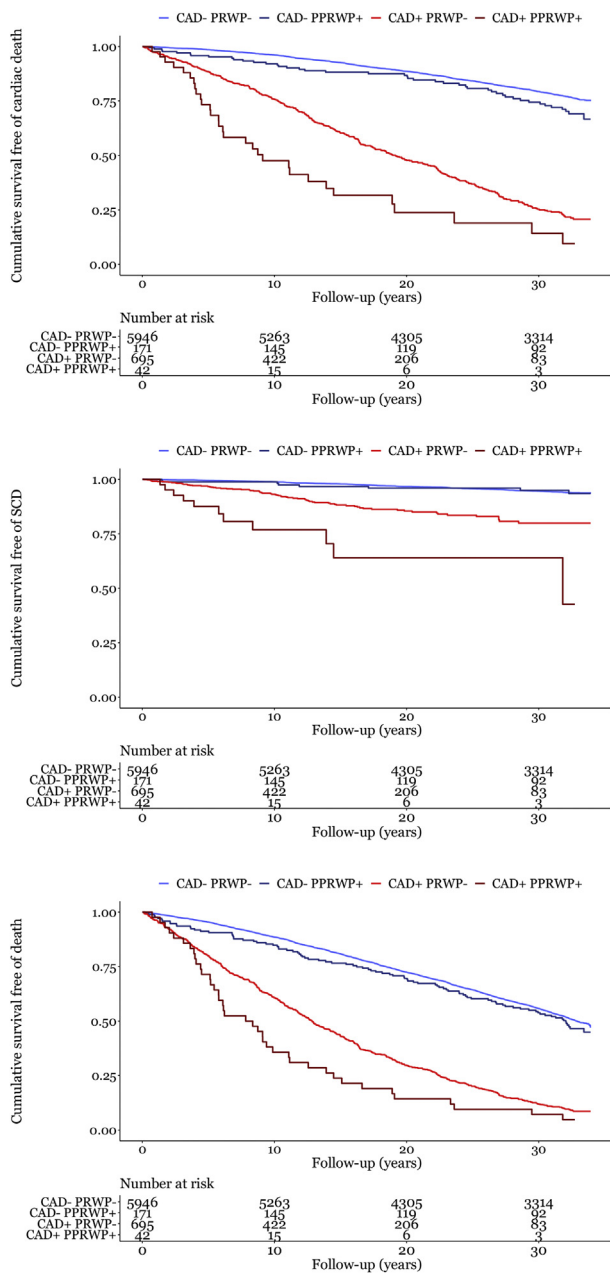 CAD- PRWP- CAD- PPRWP+ CAD+ PRWP- CAD+ PPRWP+
Cumulative survival free of cardiac death
1.00
0.75
0.50
0.25
0.00
0 10 20 30
Follow-up (years)
Number at risk
CAD- PRWP- 5946 5263 4305 3314
CAD- PPRWP+ 171 145 119 92
CAD+ PRWP- 695 422 206 83
CAD+ PPRWP+ 42 15 6 3
0 10 20 30
Follow-up (years)
CAD- PRWP- CAD- PPRWP+ CAD+ PRWP- CAD+ PPRWP+
Cumulative survival free of SCD
1.00
0.75
0.50
0.25
0.00
0 10 20 30
Follow-up (years)
Number at risk
CAD- PRWP- 5946 5263 4305 3314
CAD- PPRWP+ 171 145 119 92
CAD+ PRWP- 695 422 206 83
CAD+ PPRWP+ 42 15 6 3
0 10 20 30
Follow-up (years)
CAD- PRWP- CAD- PPRWP+ CAD+ PRWP- CAD+ PPRWP+
Cumulative survival free of death
1.00
0.75
0.50
0.25
0.00
0 10 20 30
Follow-up (years)
Number at risk
CAD- PRWP- 5946 5263 4305 3314
CAD- PPRWP+ 171 145 119 92
CAD+ PRWP- 695 422 206 83
CAD+ PPRWP+ 42 15 6 3
0 10 20 30
Follow-up (years)